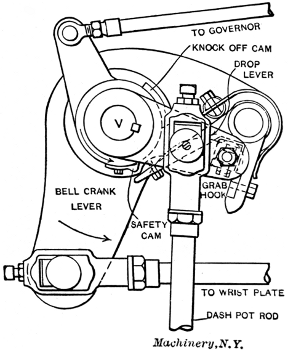 TO GOVERNOR
KNOCK OFF CAM
DROP
LEVER
V
BELL CRANK
LEVER
GRAB
HOOK
SAFETY
CAM
TO WRIST PLATE
DASH POT ROD
Machinery, N.Y.